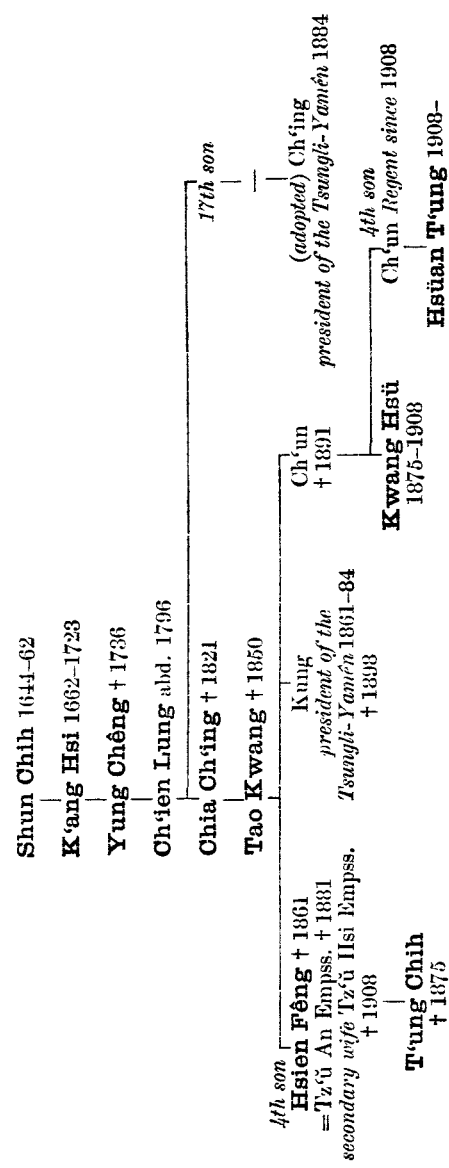 Shun Chih 1644–62
K‘ang Hsi 1662–1723
Yung Chêng † 1736
Ch‘ien Lung abd. 1796
Chia Ch‘ing † 1821
17th son
Tao Kwang † 1850
4th son
Hsien Fêng † 1861
=Tz‘ŭ An Empss. † 1881
secondary wife Tz‘ŭ Hsi Empss.
† 1908
Kung
president of the
Tsungli-Yamên 1861–84
† 1898
Ch‘un
† 1891
(adopted) Ch‘ing
president of the Tsungli-Yamên 1884
T‘ung Chih
† 1875
Kwang Hsü
1875–1908
4th son
Ch‘un Regent since 1908
Hsüan T‘ung 1908–